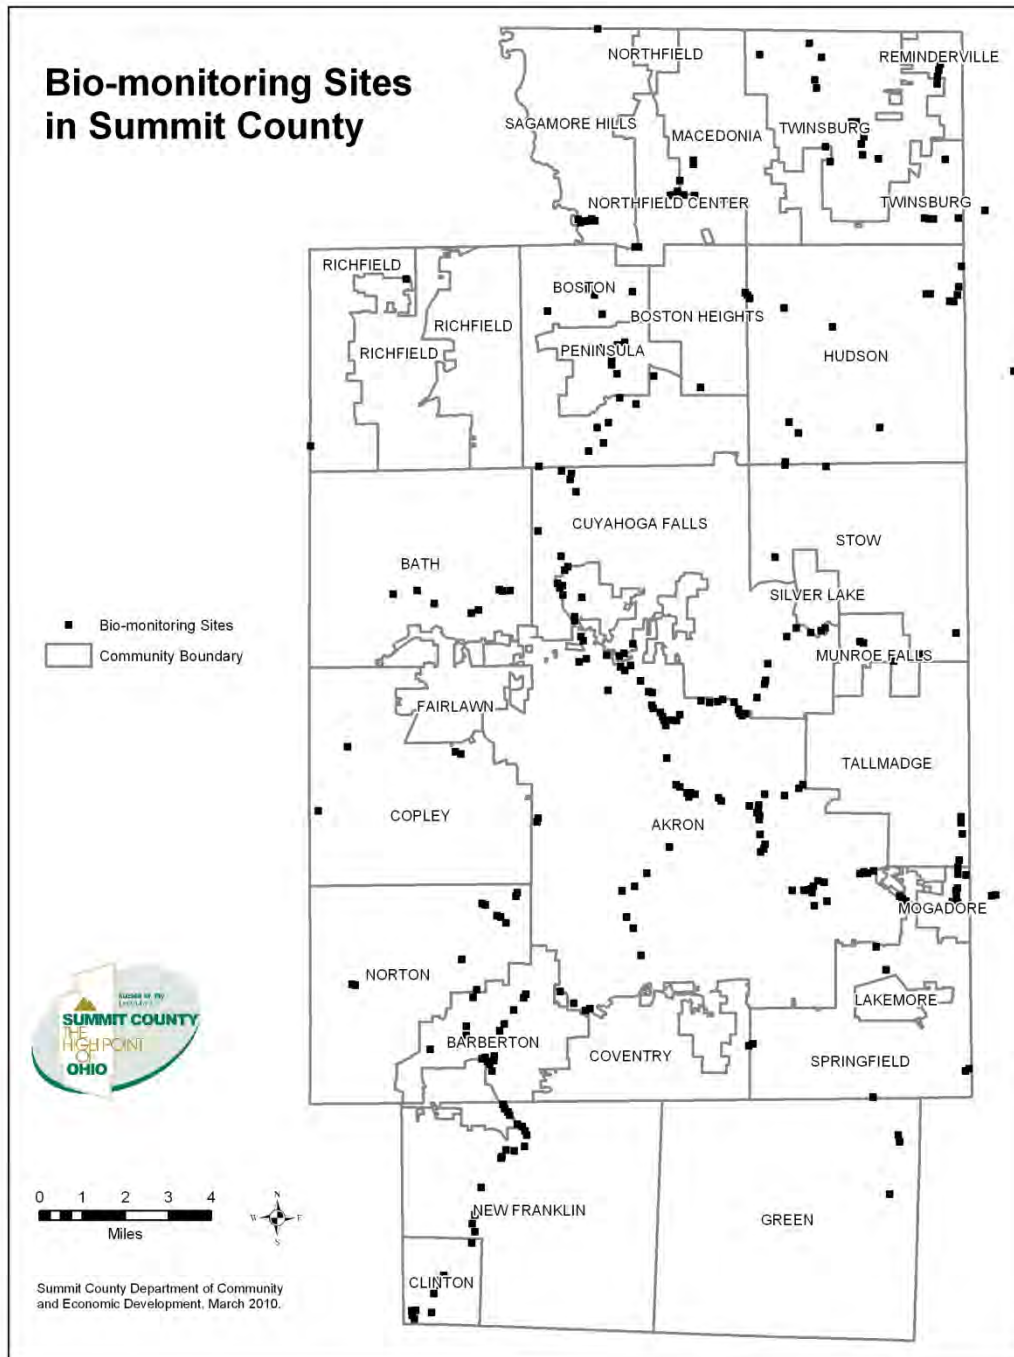 Bio-monitoring Sites
in Summit County
NORTHFIELD
REMINDERVILLE
SAGAMORE HILLS
MACEDONIA
TWINSBURG
NORTHFIELD CENTER
TWINSBURG
RICHFIELD
BOSTON
BOSTON HEIGHTS
RICHFIELD
RICHFIELD
PENINSULA
HUDSON
CUYAHOGA FALLS
STOW
BATH
SILVER LAKE
Bio-monitoring Sites
Community Boundary
MUNROE FALLS
FAIRLAWN
TALLMADGE
COPLEY
AKRON
MOGADORE
NORTON
LAKEMORE
BARBERTON
COVENTRY
SPRINGFIELD
SUMMIT COUNTY
THE
HIGH POINT
OF
OHIO
0 1 2 3 4
Miles
N
W E
S
NEW FRANKLIN
GREEN
CLINTON
Summit County Department of Community
and Economic Development, March 2010.